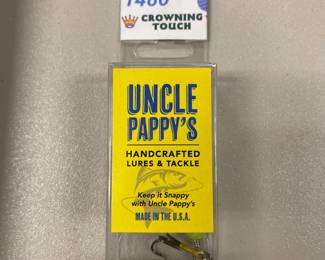 1480
CROWNING
TOUCH
UNCLE
PAPPY'S
HANDCRAFTED
LURES & TACKLE
Keep it Snappy
with Uncle Pappy's
MADE IN THE U.S.A.